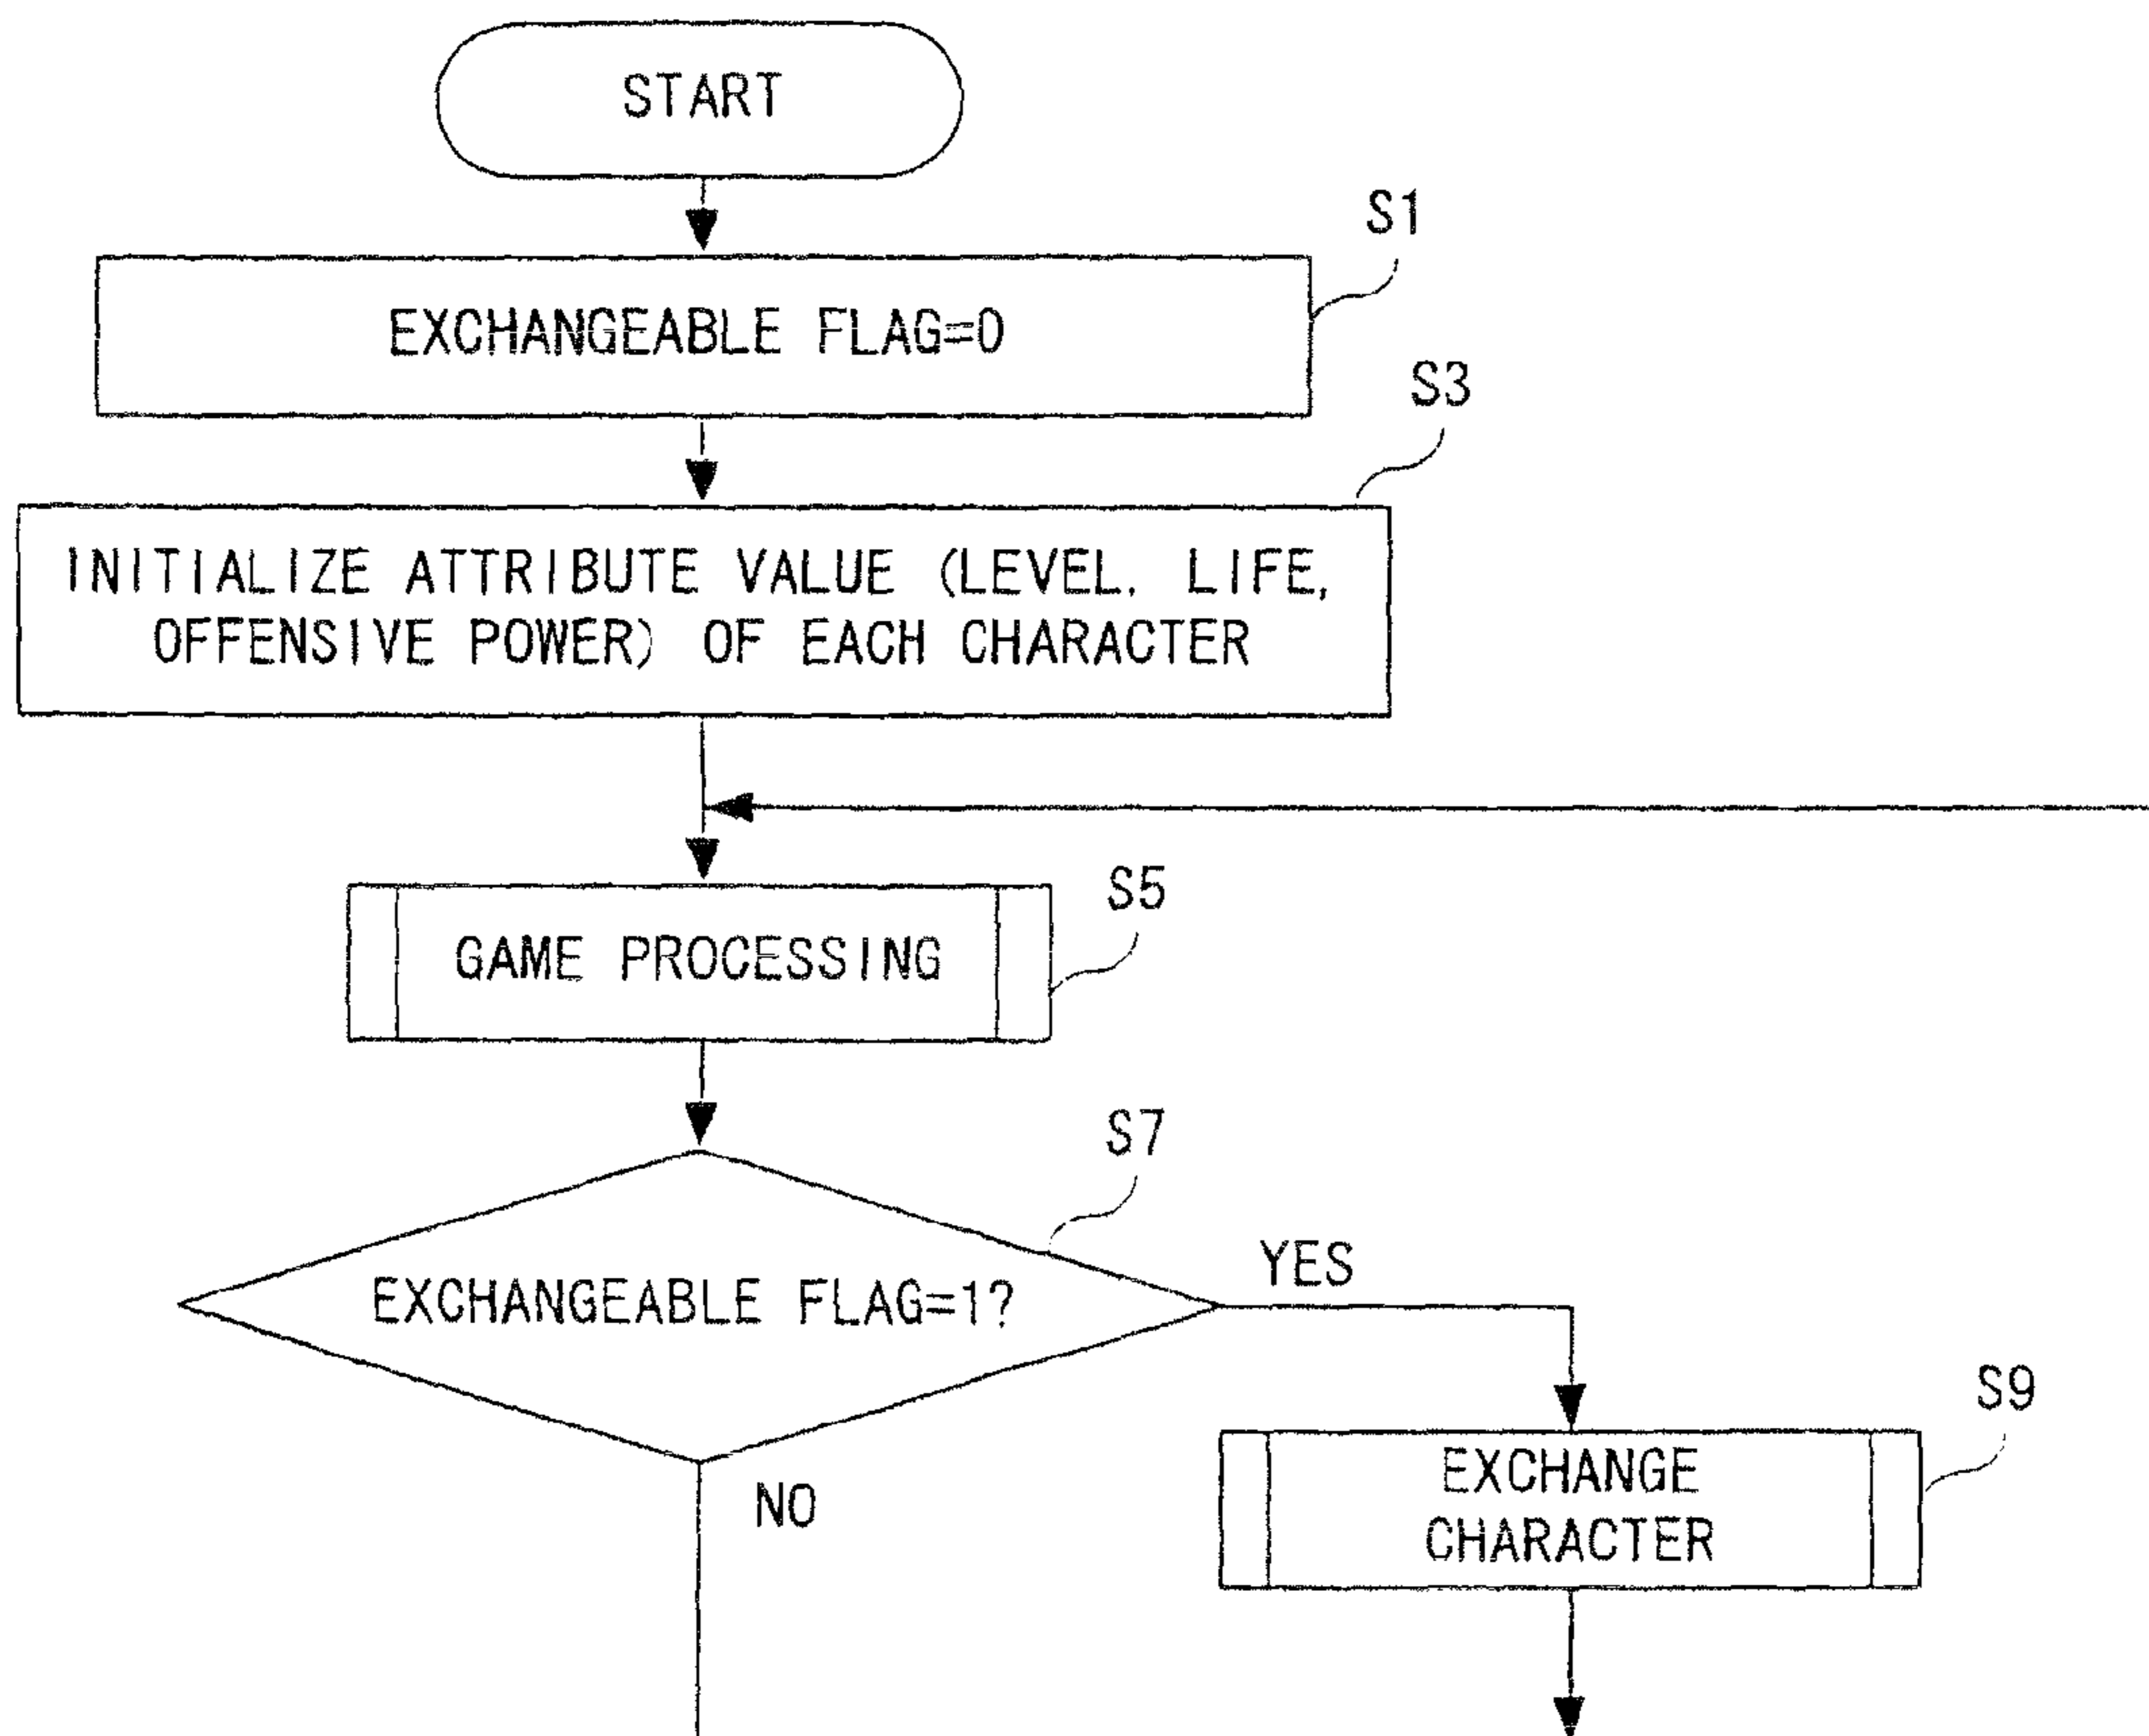 START
S1
EXCHANGEABLE FLAG=0
S3
INITIALIZE ATTRIBUTE VALUE (LEVEL, LIFE,
OFFENSIVE POWER) OF EACH CHARACTER
S5
GAME PROCESSING
S7
EXCHANGEABLE FLAG=1?
YES
S9
EXCHANGE
CHARACTER
NO